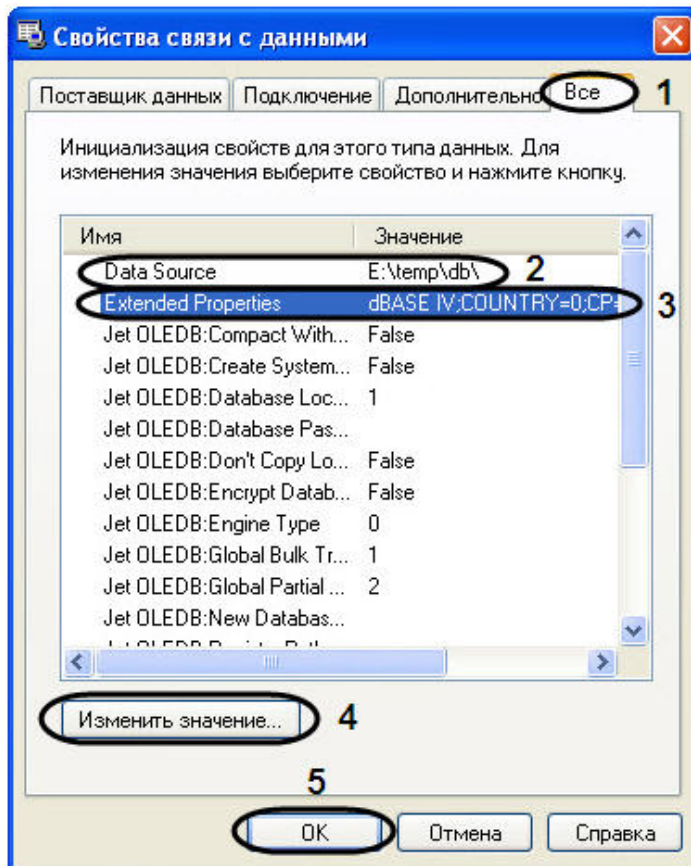 Свойства связи с данными
Поставщик данных Подключение Дополнительно Все 1
Инициализация свойств для этого типа данных. Для
изменения значения выберите свойство и нажмите кнопку.
Имя Значение
Data Source E:\temp\db\ 2
Extended Properties dBASE IV;COUNTRY=0;CP= 3
Jet OLEDB:Compact With... False
Jet OLEDB:Create System... False
Jet OLEDB:Database Loc... 1
Jet OLEDB:Database Pas...
Jet OLEDB:Don't Copy Lo... False
Jet OLEDB:Encrypt Datab... False
Jet OLEDB:Engine Type 0
Jet OLEDB:Global Bulk Tr... 1
Jet OLEDB:Global Partial ... 2
Jet OLEDB:New Databas...
Изменить значение... 4
5
OK Отмена Справка